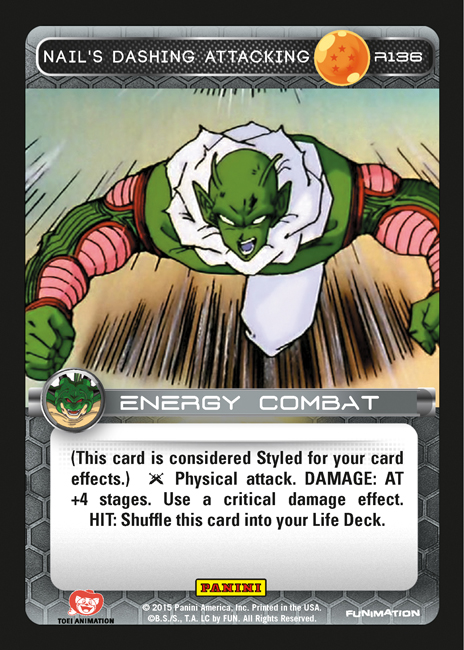 NAIL'S DASHING ATTACKING R136
ENERGY COMBAT
(This card is considered Styled for your card
effects.) Physical attack. DAMAGE: AT
+4 stages. Use a critical damage effect.
HIT: Shuffle this card into your Life Deck.
PANINI
© 2015 Panini America, Inc. Printed in the USA.
©B.S./S., T.A. LC by FUN. All Rights Reserved.
TOEI ANIMATION
FUNIMATION